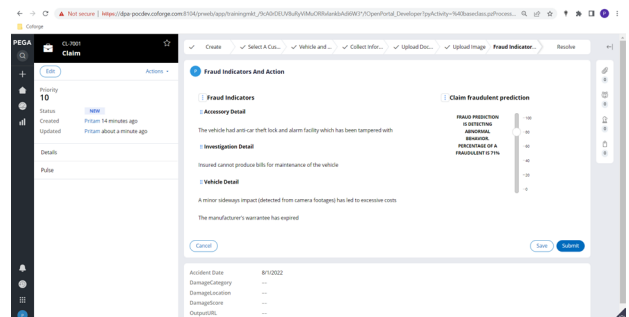 Not secure | https://dpa-pocdev.coforge.com:8104/prweb/app/trainingmkt_/
Coforge
PEGA
CL-7001
Claim
Edit
Actions
Priority
10
Status NEW
Created Pritam 14 minutes ago
Updated Pritam about a minute ago
Details
Pulse
Create
Select A Cus...
Vehicle and ...
Collect Infor...
Upload Doc...
Upload Image
Fraud Indicator...
Resolve
Fraud Indicators And Action
Fraud Indicators
Accessory Detail
The vehicle had anti-car theft lock and alarm facility which has been tampered with
Investigation Detail
Insured cannot produce bills for maintenance of the vehicle
Vehicle Detail
A minor sideways impact (detected from camera footages) has led to excessive costs
The manufacturer's warrantee has expired
Claim fraudulent prediction
FRAUD PREDICTION
IS DETECTING
ABNORMAL
BEHAVIOR.
PERCENTAGE OF A
FRAUDULENT IS 71%
100
80
60
40
20
0
Cancel
Save
Submit
Accident Date 8/1/2022
DamageCategory ---
DamageLocation ---
DamageScore ---
OutputURL ---